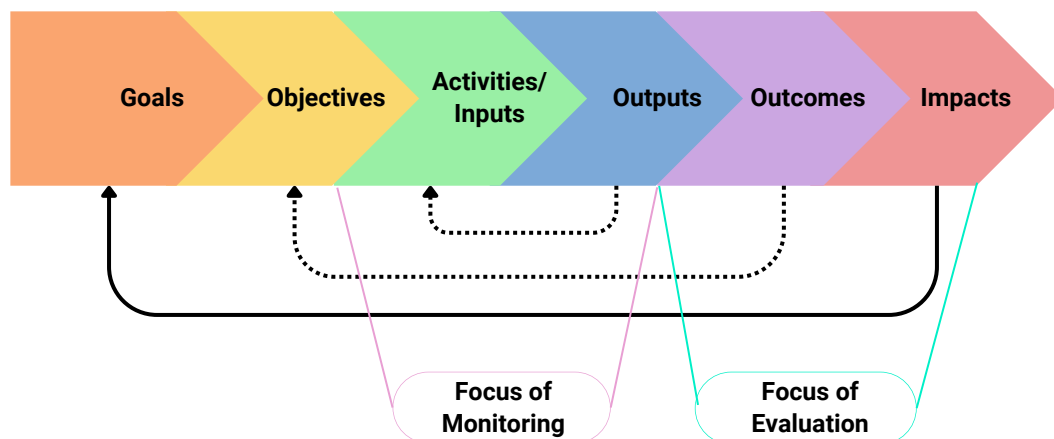 Goals
Objectives
Activities/
Inputs
Outputs
Outcomes
Impacts
Focus of
Monitoring
Focus of
Evaluation